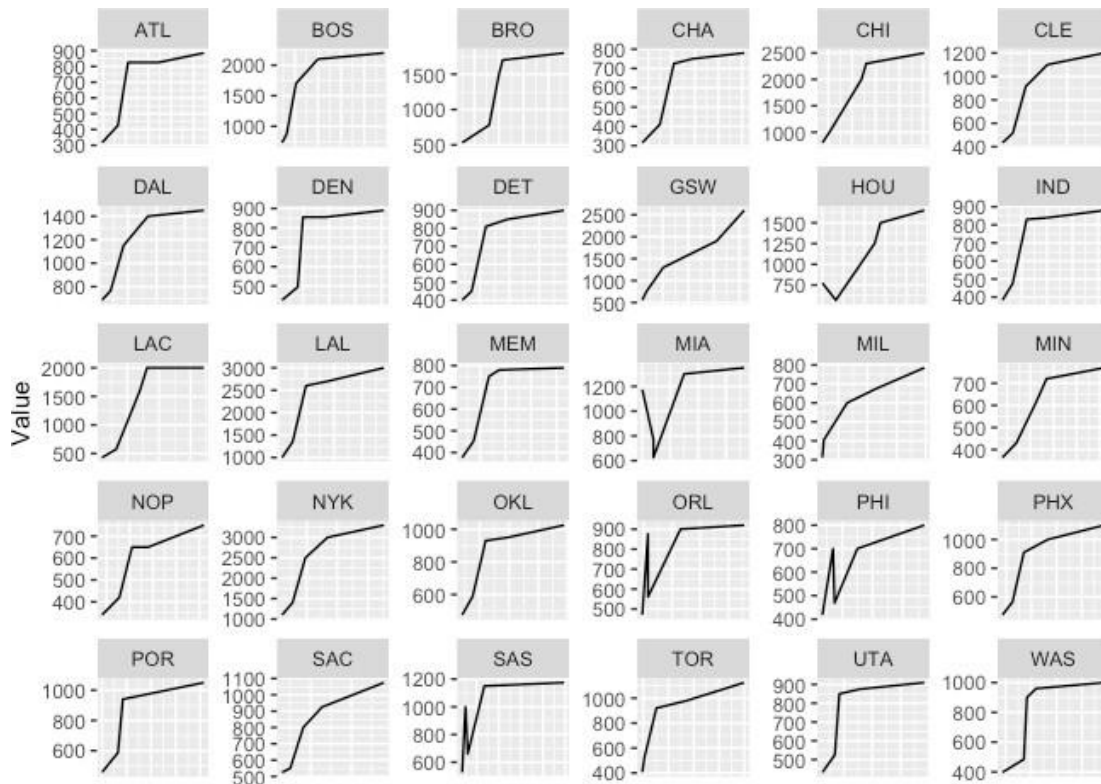 ATL BOS BRO CHA CHI CLE
900 800 700 600 500 400 300
2000 1500 1000
1500 1000 500
800 700 600 500 400 300
2500 2000 1500 1000
1200 1000 800 600 400
DAL DEN DET GSW HOU IND
1400 1200 1000 800
900 800 700 600 500
900 800 700 600 500 400
2500 2000 1500 1000 500
1500 1250 1000 750
900 800 700 600 500 400
LAC LAL MEM MIA MIL MIN
2000 1500 1000 500
3000 2500 2000 1500 1000
800 700 600 500 400
1200 1000 800 600
800 700 600 500 400 300
700 600 500 400
Value
NOP NYK OKL ORL PHI PHX
700 600 500 400
3000 2500 2000 1500 1000
1000 800 600
900 800 700 600 500
800 700 600 500 400
1000 800 600
POR SAC SAS TOR UTA WAS
1000 800 600
1100 1000 900 800 700 600 500
1200 1000 800 600
1000 800 600 400
900 800 700 600 500
1000 900 800 700 600 500 400